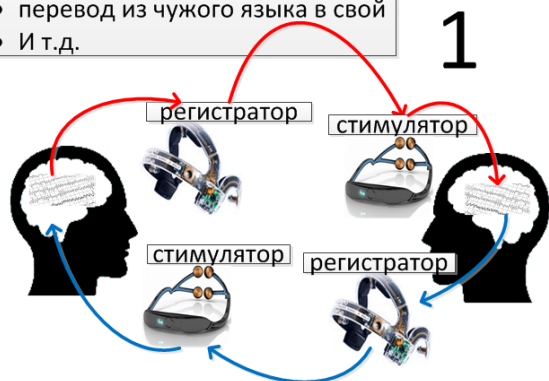 перевод из чужого языка в свой
И т.д.
1
регистратор
стимулятор
стимулятор
регистратор